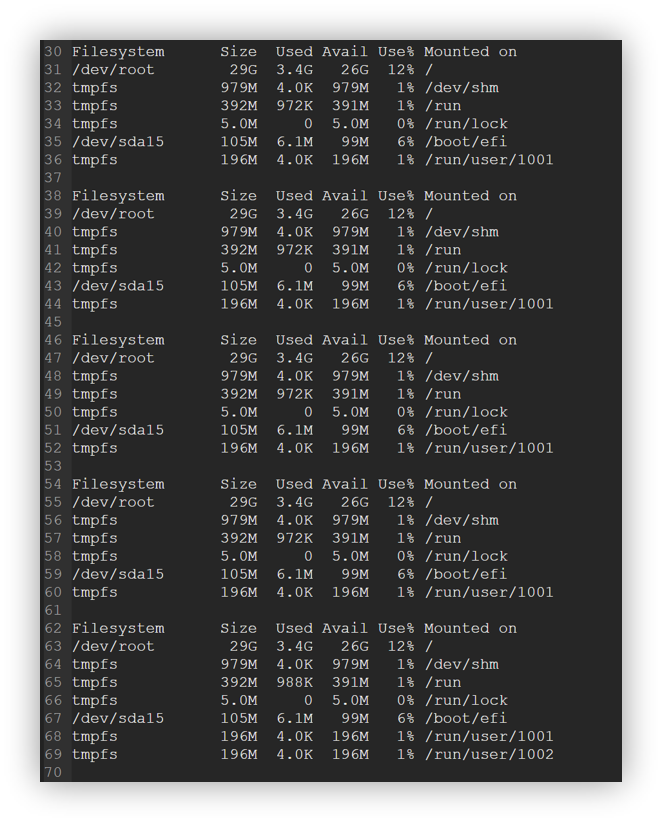 30 Filesystem      Size  Used Avail Use% Mounted on
31 /dev/root        29G  3.4G   26G  12% /
32 tmpfs           979M  4.0K  979M   1% /dev/shm
33 tmpfs           392M  972K  391M   1% /run
34 tmpfs           5.0M     0  5.0M   0% /run/lock
35 /dev/sda15      105M  6.1M   99M   6% /boot/efi
36 tmpfs           196M  4.0K  196M   1% /run/user/1001
37
38 Filesystem      Size  Used Avail Use% Mounted on
39 /dev/root        29G  3.4G   26G  12% /
40 tmpfs           979M  4.0K  979M   1% /dev/shm
41 tmpfs           392M  972K  391M   1% /run
42 tmpfs           5.0M     0  5.0M   0% /run/lock
43 /dev/sda15      105M  6.1M   99M   6% /boot/efi
44 tmpfs           196M  4.0K  196M   1% /run/user/1001
45
46 Filesystem      Size  Used Avail Use% Mounted on
47 /dev/root        29G  3.4G   26G  12% /
48 tmpfs           979M  4.0K  979M   1% /dev/shm
49 tmpfs           392M  972K  391M   1% /run
50 tmpfs           5.0M     0  5.0M   0% /run/lock
51 /dev/sda15      105M  6.1M   99M   6% /boot/efi
52 tmpfs           196M  4.0K  196M   1% /run/user/1001
53
54 Filesystem      Size  Used Avail Use% Mounted on
55 /dev/root        29G  3.4G   26G  12% /
56 tmpfs           979M  4.0K  979M   1% /dev/shm
57 tmpfs           392M  972K  391M   1% /run
58 tmpfs           5.0M     0  5.0M   0% /run/lock
59 /dev/sda15      105M  6.1M   99M   6% /boot/efi
60 tmpfs           196M  4.0K  196M   1% /run/user/1001
61
62 Filesystem      Size  Used Avail Use% Mounted on
63 /dev/root        29G  3.4G   26G  12% /
64 tmpfs           979M  4.0K  979M   1% /dev/shm
65 tmpfs           392M  988K  391M   1% /run
66 tmpfs           5.0M     0  5.0M   0% /run/lock
67 /dev/sda15      105M  6.1M   99M   6% /boot/efi
68 tmpfs           196M  4.0K  196M   1% /run/user/1001
69 tmpfs           196M  4.0K  196M   1% /run/user/1002
70